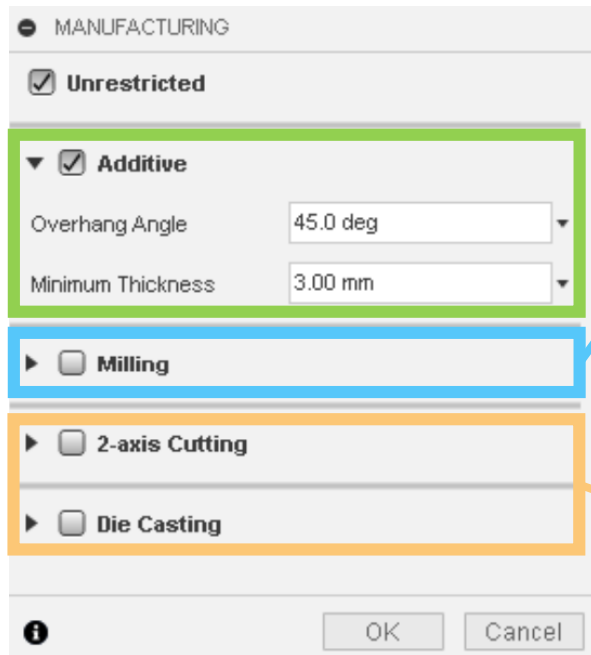 MANUFACTURING
Unrestricted
Additive
Overhang Angle 45.0 deg
Minimum Thickness 3.00 mm
Milling
2-axis Cutting
Die Casting
OK Cancel